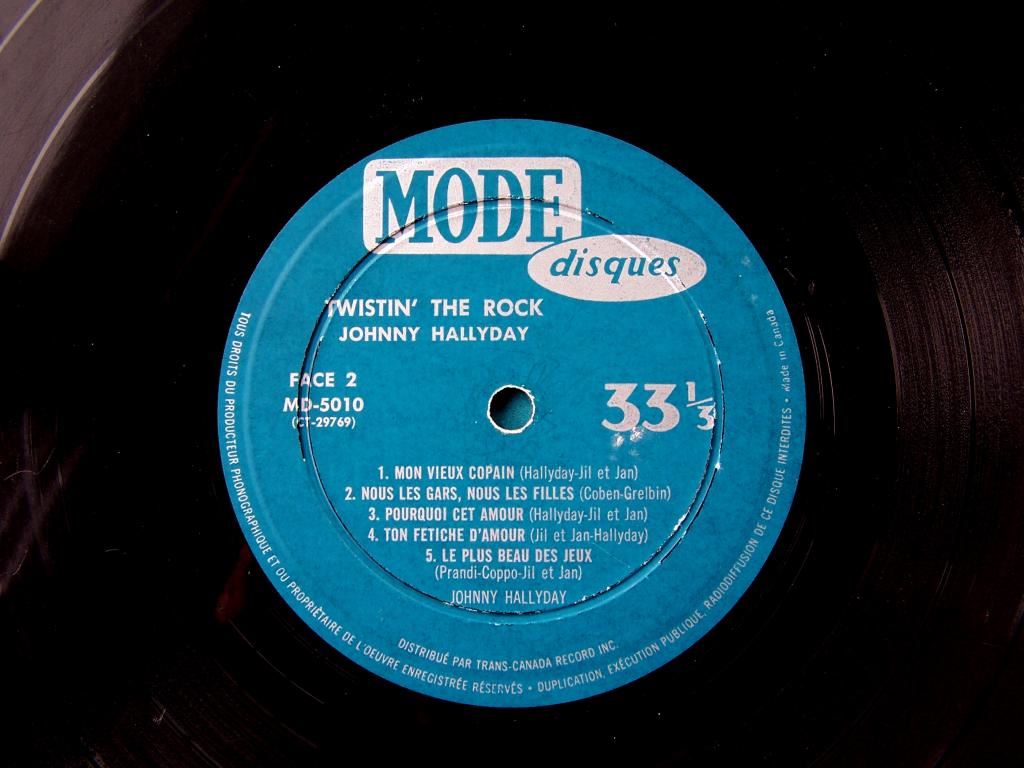 MODE
disques
TWISTIN' THE ROCK
JOHNNY HALLYDAY
FACE 2
MD-5010
(CT-29769)
33 1/3
1. MON VIEUX COPAIN (Hallyday-Jil et Jan)
2. NOUS LES GARS, NOUS LES FILLES (Coben-Grelbin)
3. POURQUOI CET AMOUR (Hallyday-Jil et Jan)
4. TON FETICHE D'AMOUR (Jil et Jan-Hallyday)
5. LE PLUS BEAU DES JEUX
(Prandi-Coppo-Jil et Jan)
JOHNNY HALLYDAY
DISTRIBUÉ PAR TRANS-CANADA RECORD INC.
TOUS DROITS DU PRODUCTEUR PHONOGRAPHIQUE ET OU PROPRIÉTAIRE DE L'OEUVRE ENREGISTRÉE RÉSERVÉS • DUPLICATION, EXÉCUTION PUBLIQUE, RADIODIFFUSION DE CE DISQUE INTERDITES • Made in Canada